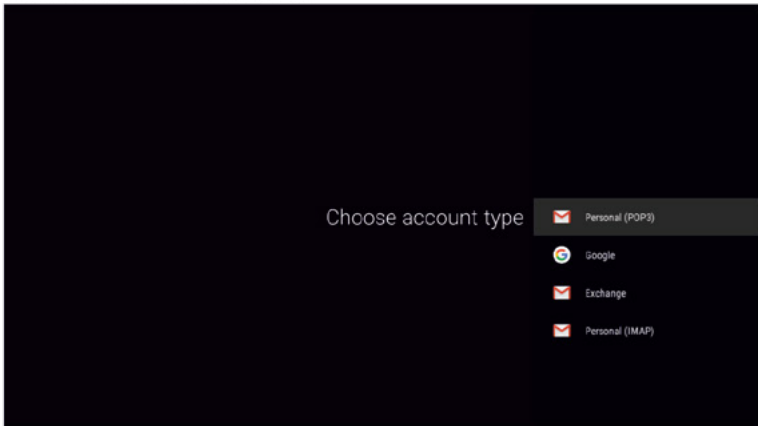 Choose account type
Personal (POP3)
Google
Exchange
Personal (IMAP)